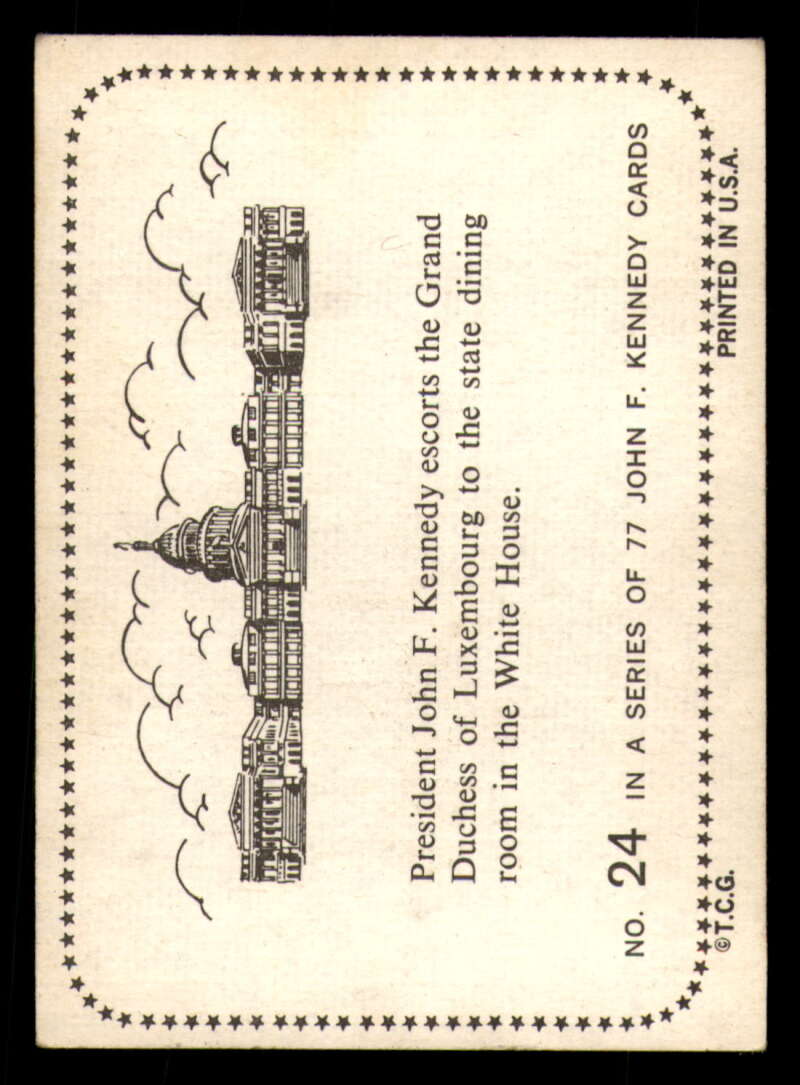 President John F. Kennedy escorts the Grand
Duchess of Luxembourg to the state dining
room in the White House.
NO. 24 IN A SERIES OF 77 JOHN F. KENNEDY CARDS
©T.C.G. PRINTED IN U.S.A.